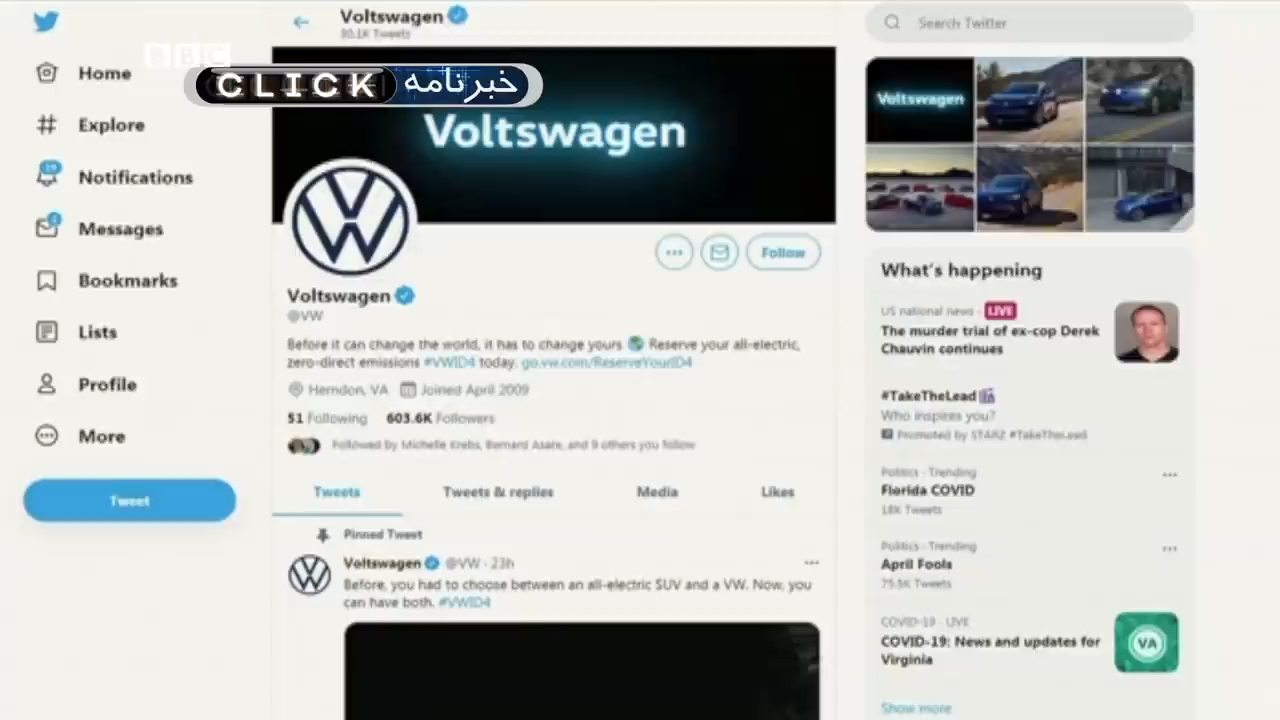 Voltswagen
30.1K Tweets
BBC
CLICK خبرنامه
Home
Explore
Notifications
Messages
Bookmarks
Lists
Profile
More
Tweet
Voltswagen
Voltswagen
@VW
Follow
Before it can change the world, it has to change yours 🌎 Reserve your all-electric,
zero-direct emissions #VWID4 today. go.vw.com/ReserveYourID4
Herndon, VA Joined April 2009
51 Following 603.6K Followers
Followed by Michelle Krebs, Bernard Asare, and 9 others you follow
Tweets Tweets & replies Media Likes
Pinned Tweet
Voltswagen @VW · 23h
Before, you had to choose between an all-electric SUV and a VW. Now, you
can have both. #VWID4
Search Twitter
Voltswagen
What's happening
US national news · LIVE
The murder trial of ex-cop Derek
Chauvin continues
#TakeTheLead
Who inspires you?
Promoted by STARZ #TakeTheLead
Politics · Trending
Florida COVID
18K Tweets
Politics · Trending
April Fools
75.5K Tweets
COVID-19 · LIVE
COVID-19: News and updates for
Virginia
VA
Show more